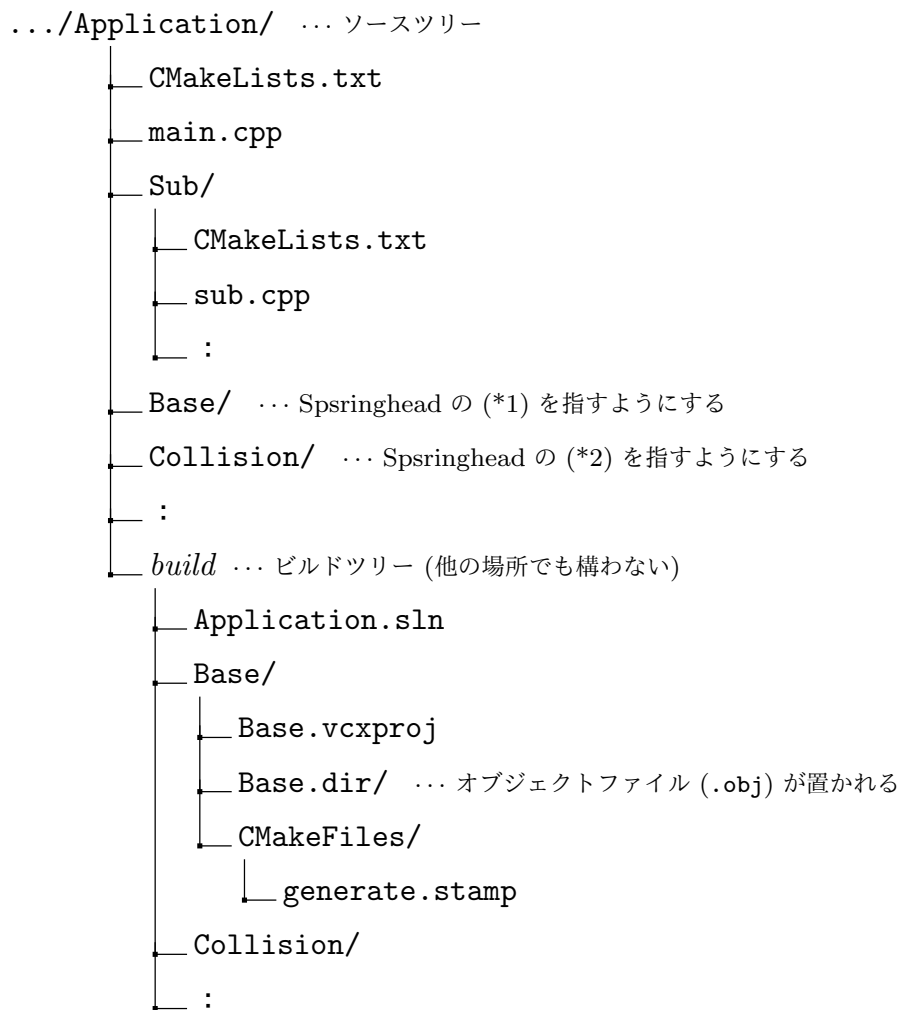 .../Application/ ··· ソースツリー
CMakeLists.txt
main.cpp
Sub/
CMakeLists.txt
sub.cpp
:
Base/ ··· Spsringhead の (*1) を指すようにする
Collision/ ··· Spsringhead の (*2) を指すようにする
:
build ··· ビルドツリー (他の場所でも構わない)
Application.sln
Base/
Base.vcxproj
Base.dir/ ··· オブジェクトファイル (.obj) が置かれる
CMakeFiles/
generate.stamp
Collision/
: